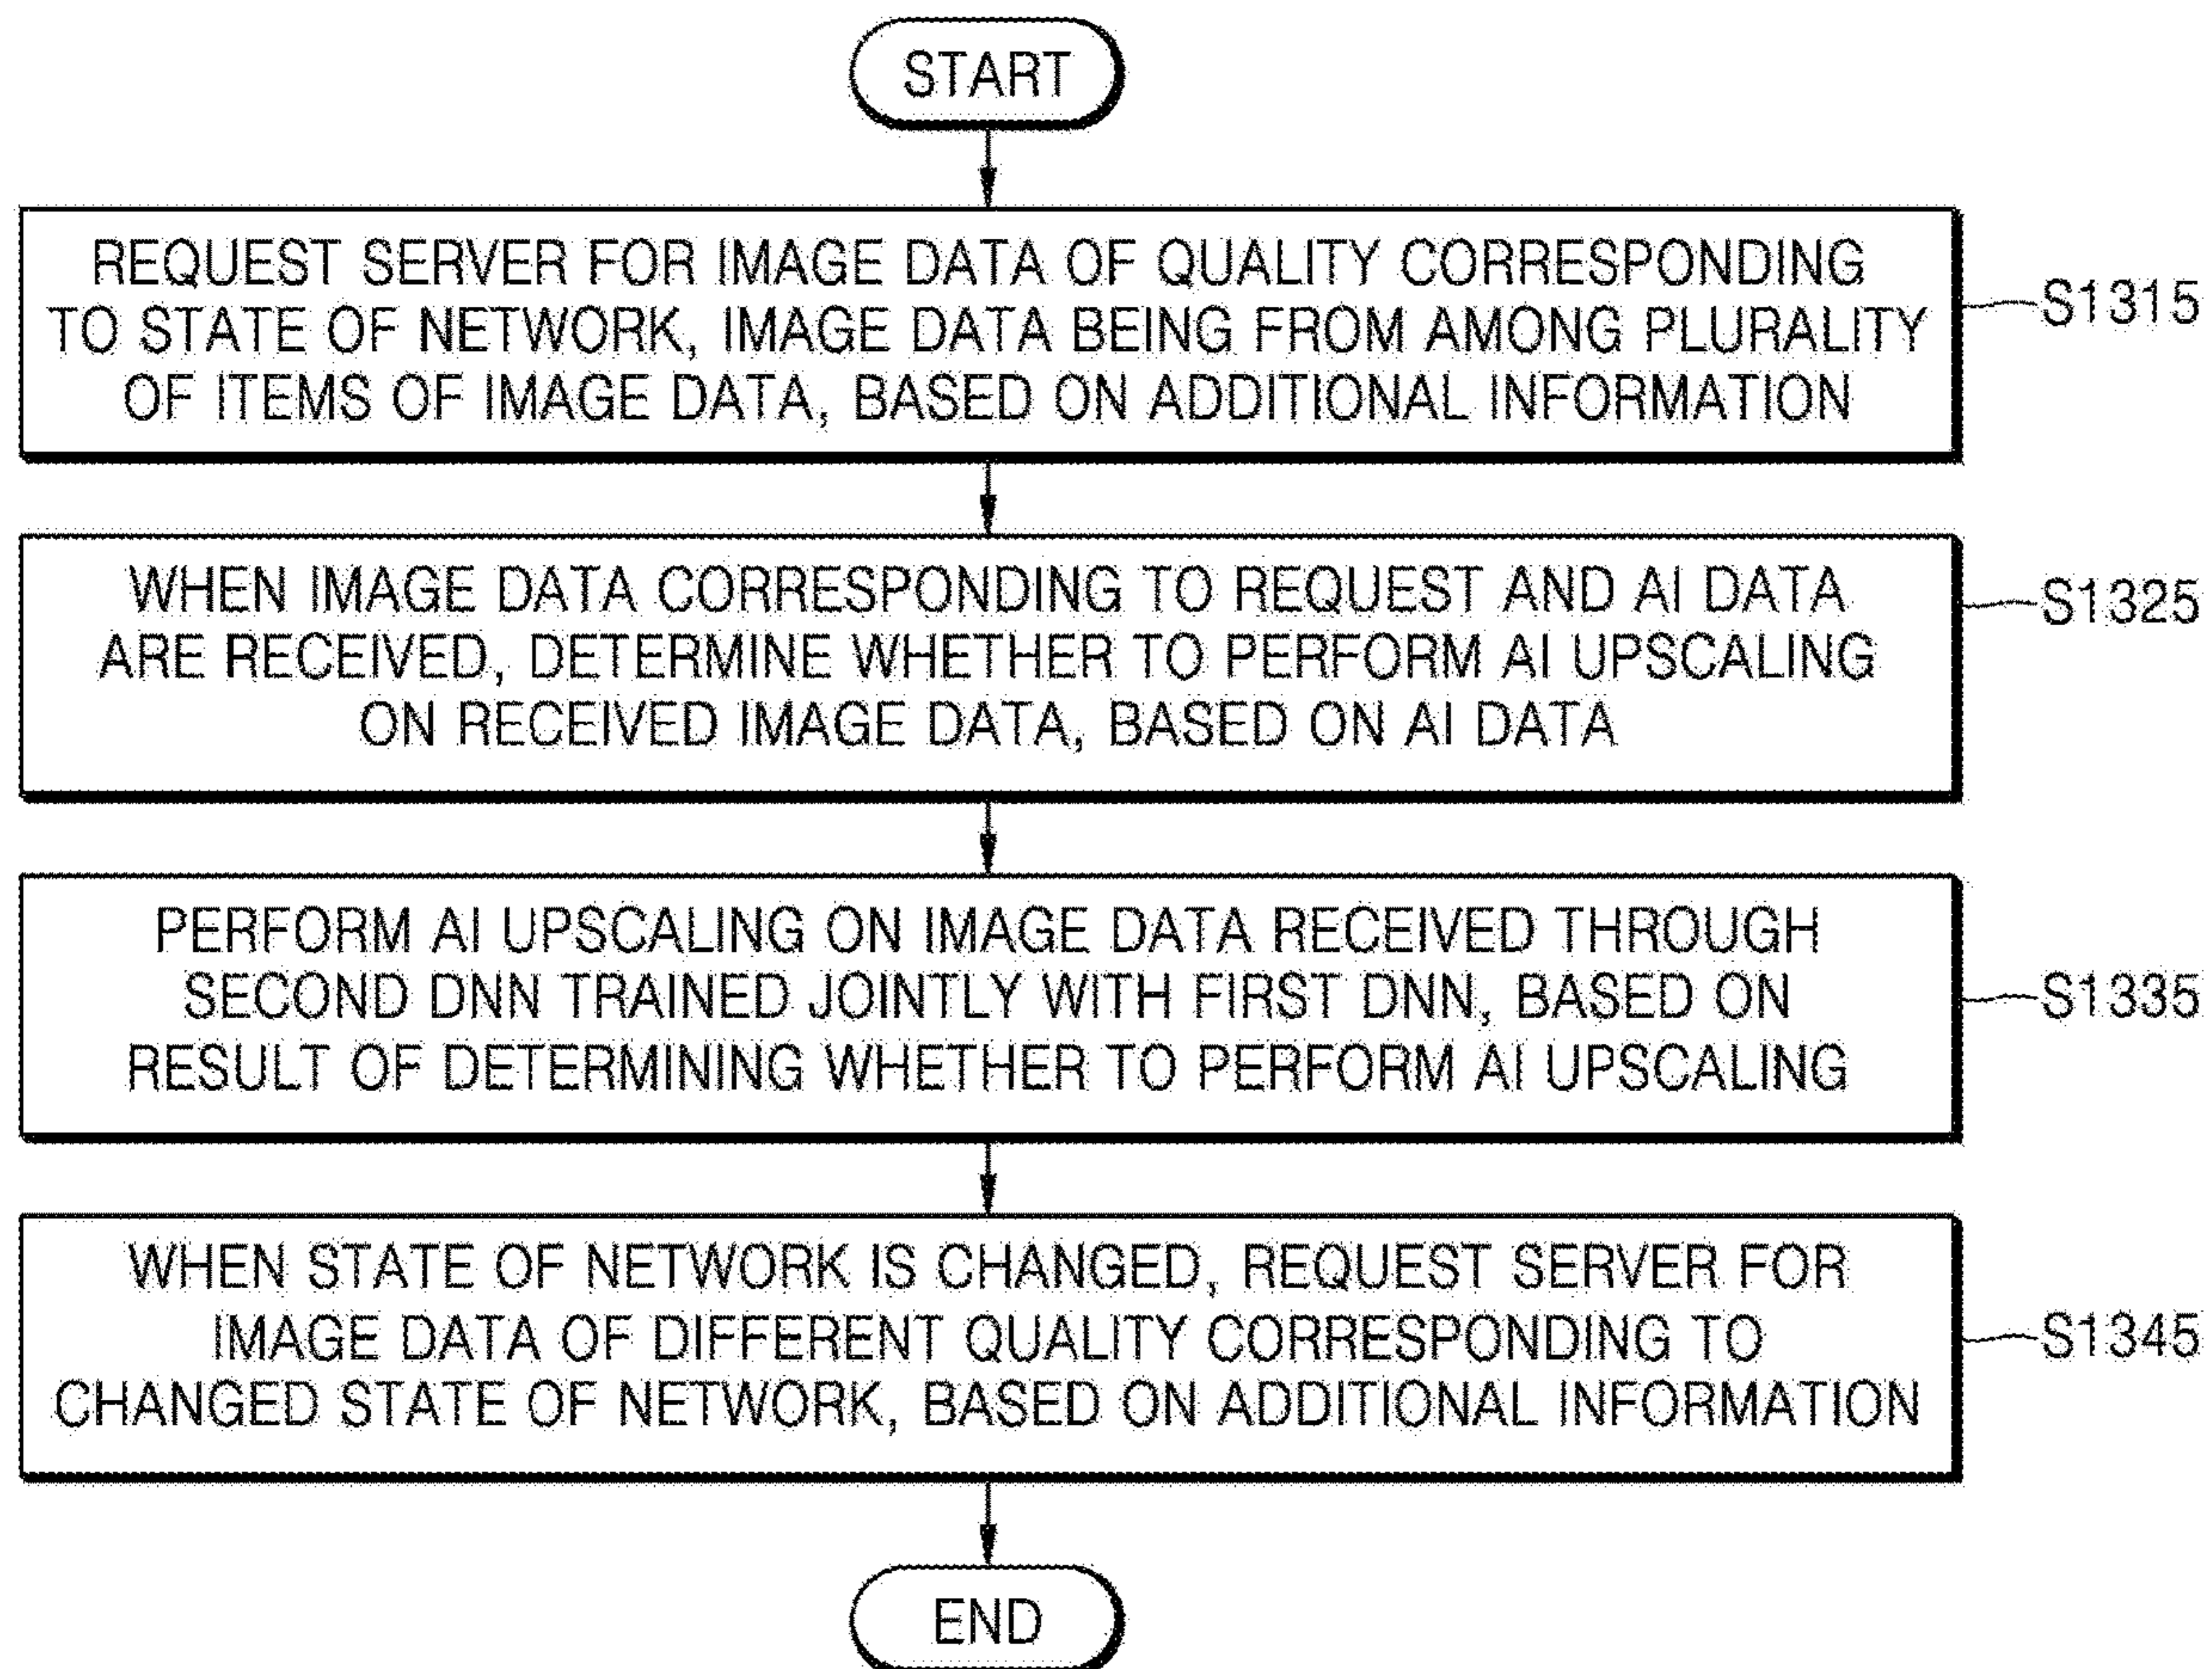 START
REQUEST SERVER FOR IMAGE DATA OF QUALITY CORRESPONDING
TO STATE OF NETWORK, IMAGE DATA BEING FROM AMONG PLURALITY
OF ITEMS OF IMAGE DATA, BASED ON ADDITIONAL INFORMATION
S1315
WHEN IMAGE DATA CORRESPONDING TO REQUEST AND AI DATA
ARE RECEIVED, DETERMINE WHETHER TO PERFORM AI UPSCALING
ON RECEIVED IMAGE DATA, BASED ON AI DATA
S1325
PERFORM AI UPSCALING ON IMAGE DATA RECEIVED THROUGH
SECOND DNN TRAINED JOINTLY WITH FIRST DNN, BASED ON
RESULT OF DETERMINING WHETHER TO PERFORM AI UPSCALING
S1335
WHEN STATE OF NETWORK IS CHANGED, REQUEST SERVER FOR
IMAGE DATA OF DIFFERENT QUALITY CORRESPONDING TO
CHANGED STATE OF NETWORK, BASED ON ADDITIONAL INFORMATION
S1345
END